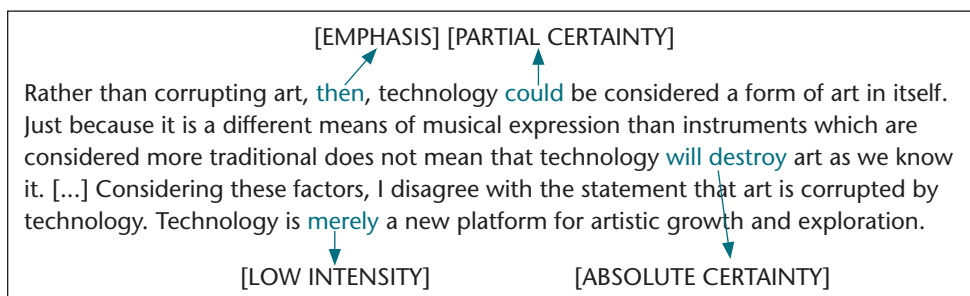 [EMPHASIS] [PARTIAL CERTAINTY]
Rather than corrupting art, then, technology could be considered a form of art in itself.
Just because it is a different means of musical expression than instruments which are
considered more traditional does not mean that technology will destroy art as we know
it. [...] Considering these factors, I disagree with the statement that art is corrupted by
technology. Technology is merely a new platform for artistic growth and exploration.
[LOW INTENSITY] [ABSOLUTE CERTAINTY]